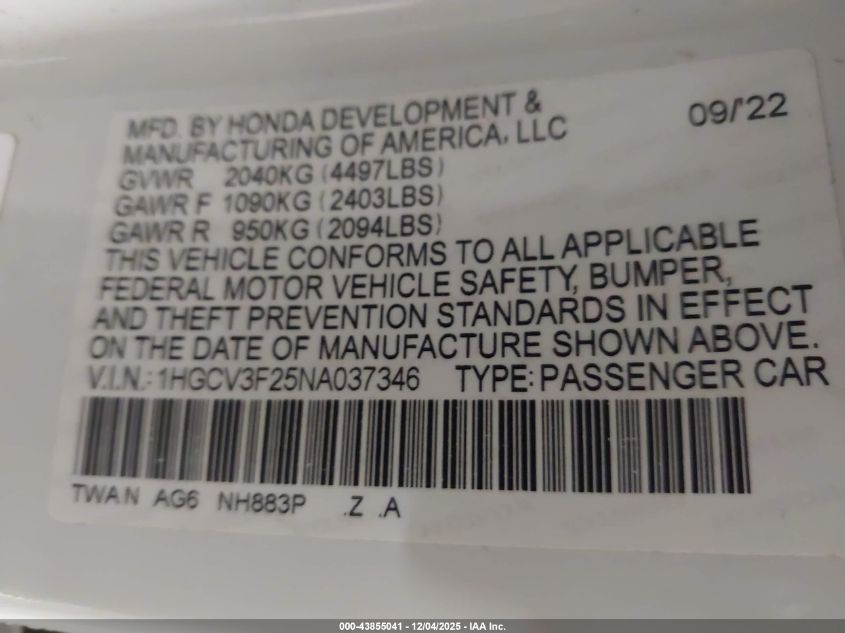 MFD. BY HONDA DEVELOPMENT &
MANUFACTURING OF AMERICA, LLC
09/'22
GVWR 2040KG (4497LBS)
GAWR F 1090KG (2403LBS)
GAWR R 950KG (2094LBS)
THIS VEHICLE CONFORMS TO ALL APPLICABLE
FEDERAL MOTOR VEHICLE SAFETY, BUMPER,
AND THEFT PREVENTION STANDARDS IN EFFECT
ON THE DATE OF MANUFACTURE SHOWN ABOVE.
V.I.N.: 1HGCV3F25NA037346 TYPE: PASSENGER CAR
TWAN AG6 NH883P .Z .A
000-43855041 - 12/04/2025 - IAA Inc.